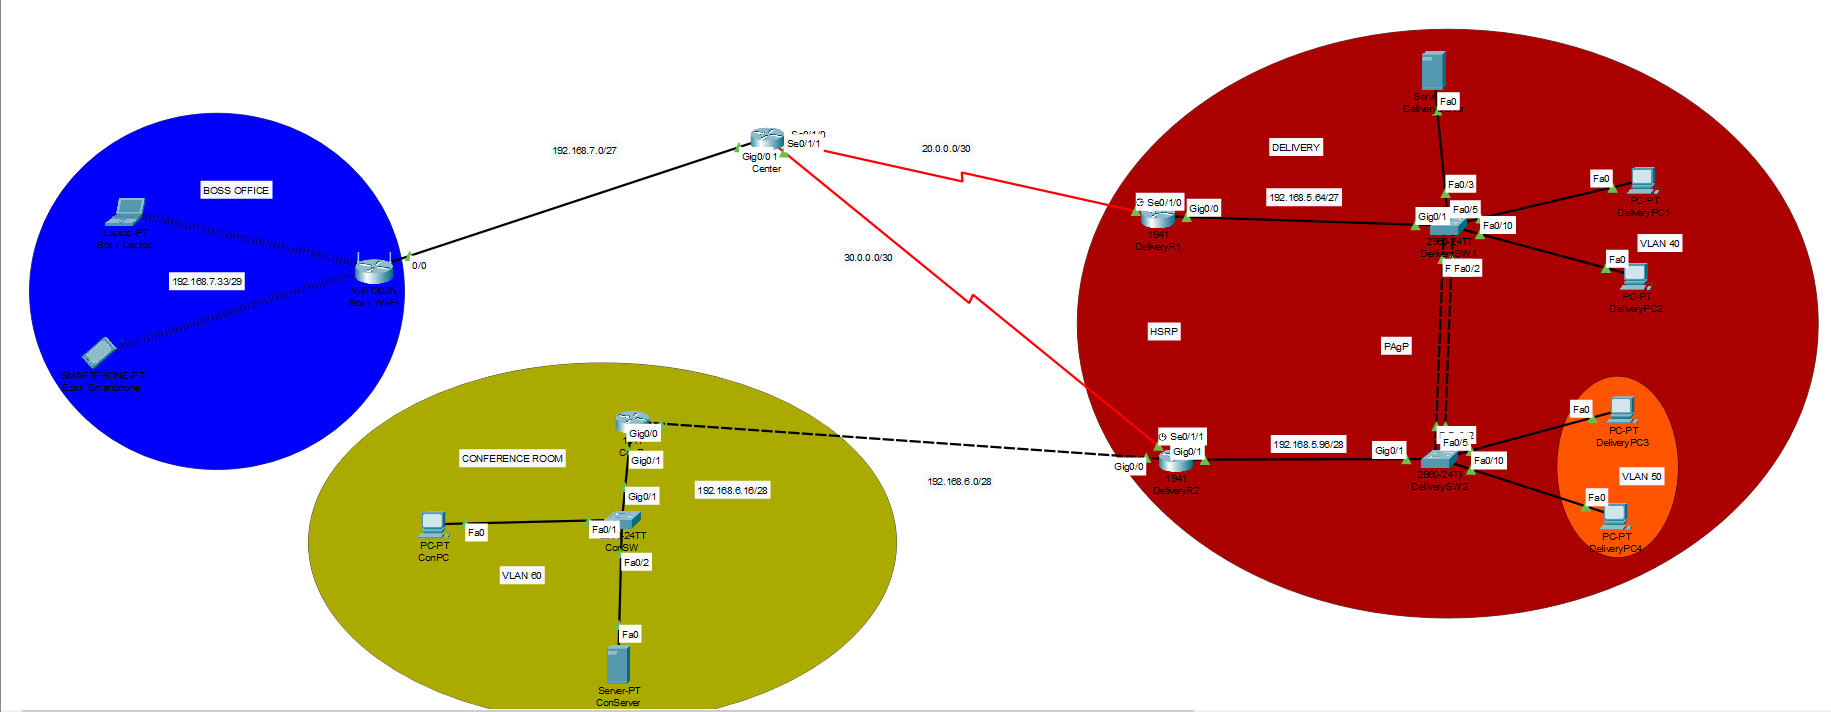 BOSS OFFICE
Laptop-PT
Boss Laptop
192.168.7.33/29
SMARTPHONE-PT
Boss Smartphone
WRT300N
Boss Wi-Fi
0/0
192.168.7.0/27
Se0/1/0
Se0/1/1
Gig0/0
Center
20.0.0.0/30
30.0.0.0/30
CONFERENCE ROOM
Gig0/0
Gig0/1
Gig0/1
192.168.6.16/28
PC-PT
ConPC
Fa0
Fa0/1
24TT
ConSW
Fa0/2
VLAN 60
Fa0
Server-PT
ConServer
192.168.6.0/28
DELIVERY
Fa0
Fa0/3
Se0/1/0
Gig0/0
1941
DeliveryR1
192.168.5.64/27
Gig0/1
Fa0/5
Fa0/10
2960-24TT
DeliverySW1
Fa0/2
Fa0
PC-PT
DeliveryPC1
VLAN 40
Fa0
PC-PT
DeliveryPC2
HSRP
PAgP
Se0/1/1
Gig0/1
Gig0/0
1941
DeliveryR2
192.168.5.96/28
Gig0/1
Fa0/5
Fa0/10
2960-24TT
DeliverySW2
Fa0
PC-PT
DeliveryPC3
VLAN 50
Fa0
PC-PT
DeliveryPC4